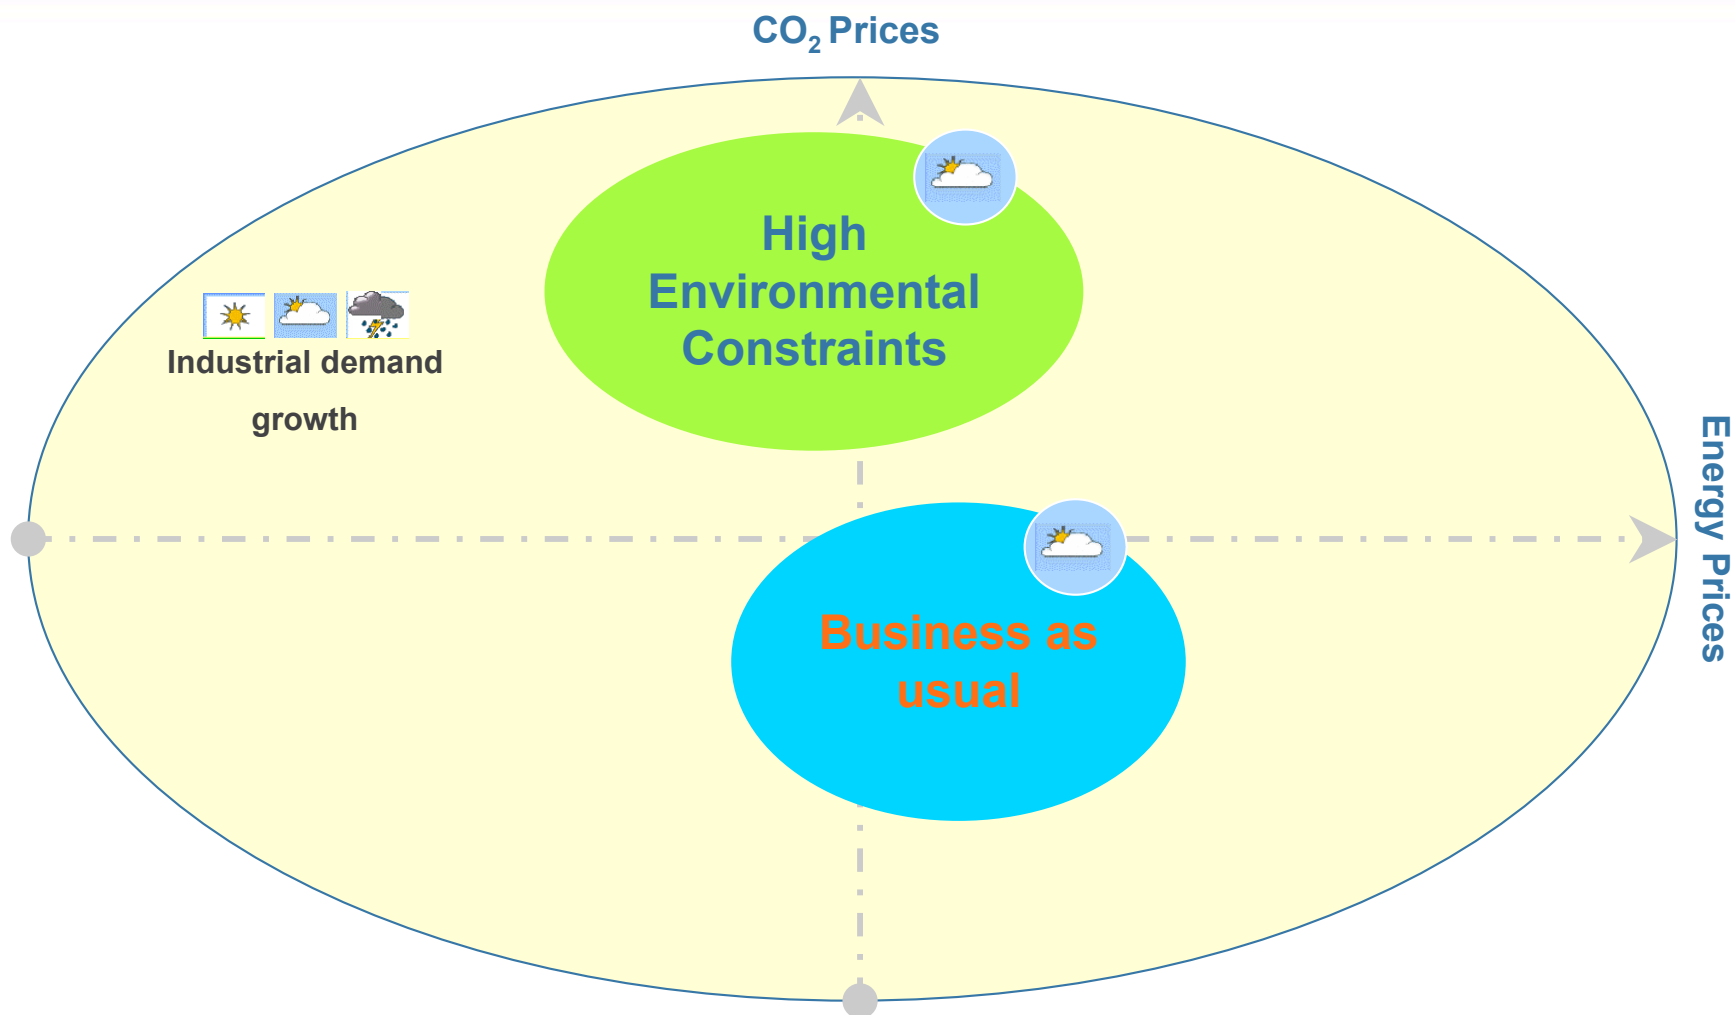 CO₂ Prices
High
Environmental
Constraints
Industrial demand
growth
Energy Prices
Business as
usual